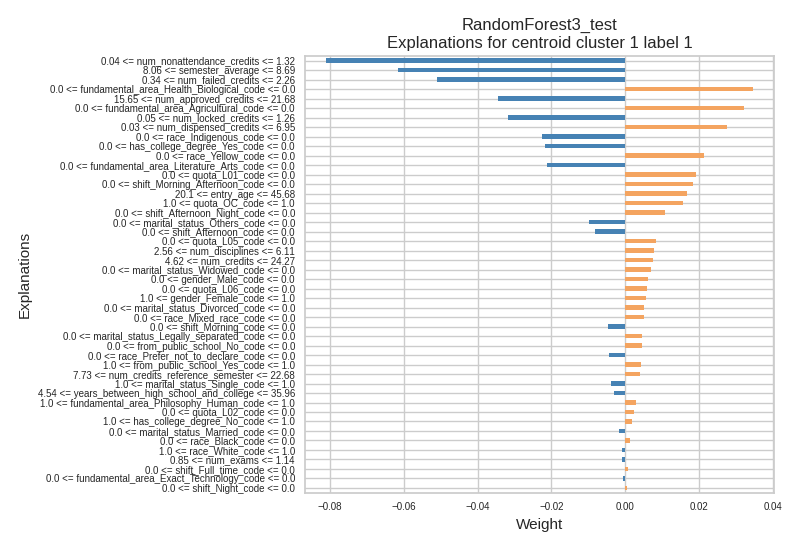 RandomForest3_test
Explanations for centroid cluster 1 label 1
0.04 <= num_nonattendance_credits <= 1.32
8.06 <= semester_average <= 8.69
0.34 <= num_failed_credits <= 2.26
0.0 <= fundamental_area_Health_Biological_code <= 0.0
15.65 <= num_approved_credits <= 21.68
0.0 <= fundamental_area_Agricultural_code <= 0.0
0.05 <= num_locked_credits <= 1.26
0.03 <= num_dispensed_credits <= 6.95
0.0 <= race_Indigenous_code <= 0.0
0.0 <= has_college_degree_Yes_code <= 0.0
0.0 <= race_Yellow_code <= 0.0
0.0 <= fundamental_area_Literature_Arts_code <= 0.0
0.0 <= quota_L01_code <= 0.0
0.0 <= shift_Morning_Afternoon_code <= 0.0
20.1 <= entry_age <= 45.68
1.0 <= quota_OC_code <= 1.0
0.0 <= shift_Afternoon_Night_code <= 0.0
0.0 <= marital_status_Others_code <= 0.0
0.0 <= shift_Afternoon_code <= 0.0
0.0 <= quota_L05_code <= 0.0
2.56 <= num_disciplines <= 6.11
4.62 <= num_credits <= 24.27
0.0 <= marital_status_Widowed_code <= 0.0
0.0 <= gender_Male_code <= 0.0
0.0 <= quota_L06_code <= 0.0
1.0 <= gender_Female_code <= 1.0
0.0 <= marital_status_Divorced_code <= 0.0
0.0 <= race_Mixed_race_code <= 0.0
0.0 <= shift_Morning_code <= 0.0
0.0 <= marital_status_Legally_separated_code <= 0.0
0.0 <= from_public_school_No_code <= 0.0
0.0 <= race_Prefer_not_to_declare_code <= 0.0
1.0 <= from_public_school_Yes_code <= 1.0
7.73 <= num_credits_reference_semester <= 22.68
1.0 <= marital_status_Single_code <= 1.0
4.54 <= years_between_high_school_and_college <= 35.96
1.0 <= fundamental_area_Philosophy_Human_code <= 1.0
0.0 <= quota_L02_code <= 0.0
1.0 <= has_college_degree_No_code <= 1.0
0.0 <= marital_status_Married_code <= 0.0
0.0 <= race_Black_code <= 0.0
1.0 <= race_White_code <= 1.0
0.85 <= num_exams <= 1.14
0.0 <= shift_Full_time_code <= 0.0
0.0 <= fundamental_area_Exact_Technology_code <= 0.0
0.0 <= shift_Night_code <= 0.0
Explanations
−0.08 −0.06 −0.04 −0.02 0.00 0.02 0.04
Weight